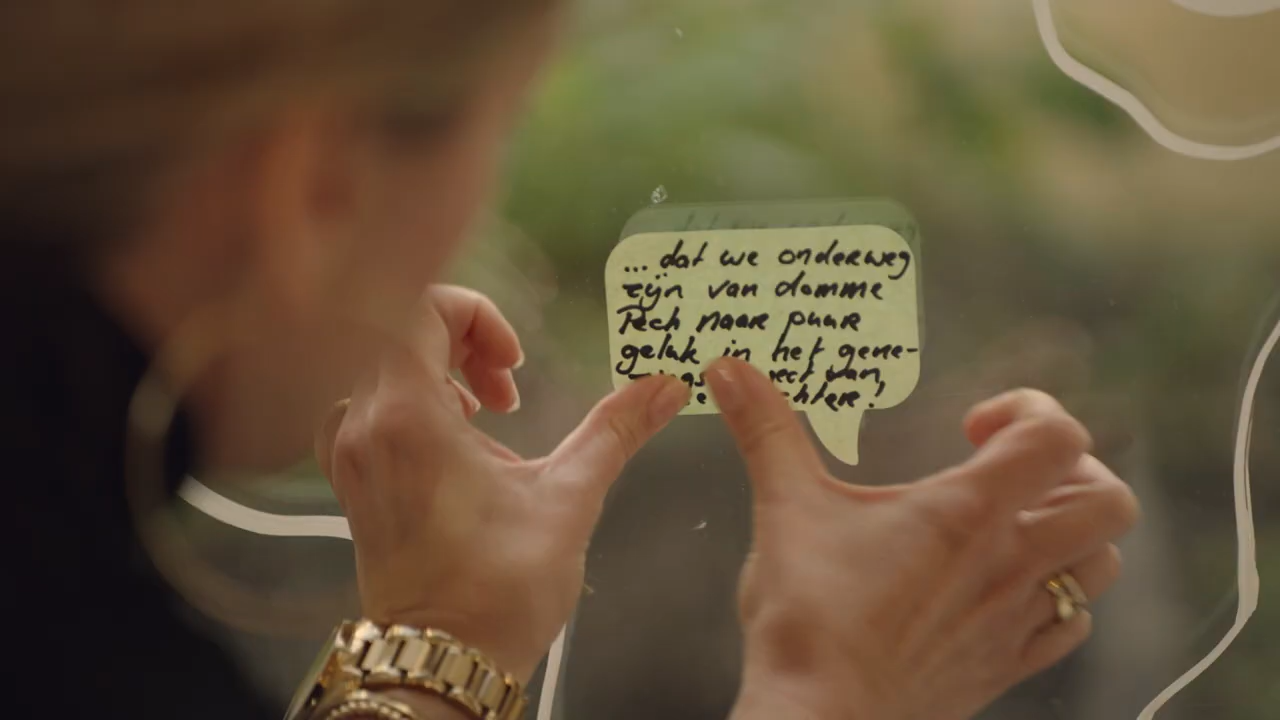 ... dat we onderweg
zijn van domme
Pech naar puur
geluk in het gene-
van
!